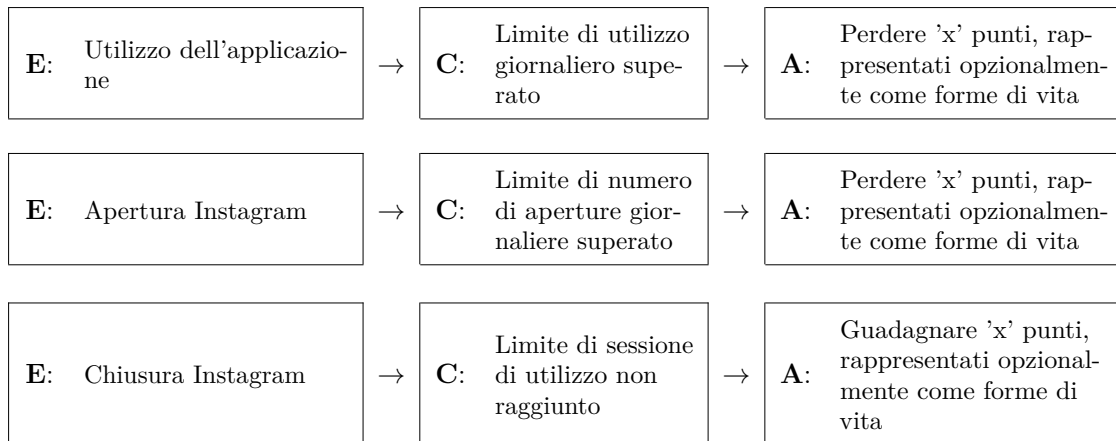 E: Utilizzo dell'applicazio-
ne
→
C: Limite di utilizzo
giornaliero supe-
rato
→
A: Perdere 'x' punti, rap-
presentati opzionalmen-
te come forme di vita
E: Apertura Instagram
→
C: Limite di numero
di aperture gior-
naliere superato
→
A: Perdere 'x' punti, rap-
presentati opzionalmen-
te come forme di vita
E: Chiusura Instagram
→
C: Limite di sessione
di utilizzo non
raggiunto
→
A: Guadagnare 'x' punti,
rappresentati opzional-
mente come forme di
vita